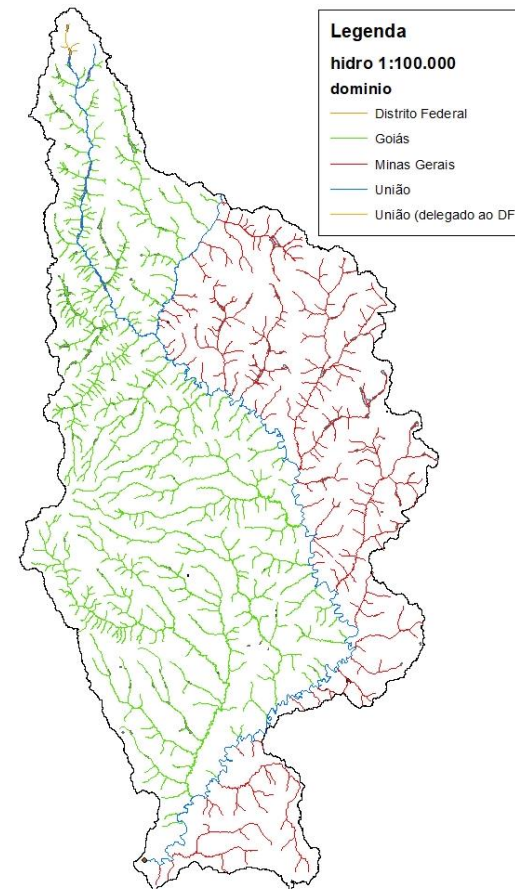 Legenda
hidro 1:100.000
dominio
Distrito Federal
Goiás
Minas Gerais
União
União (delegado ao DF